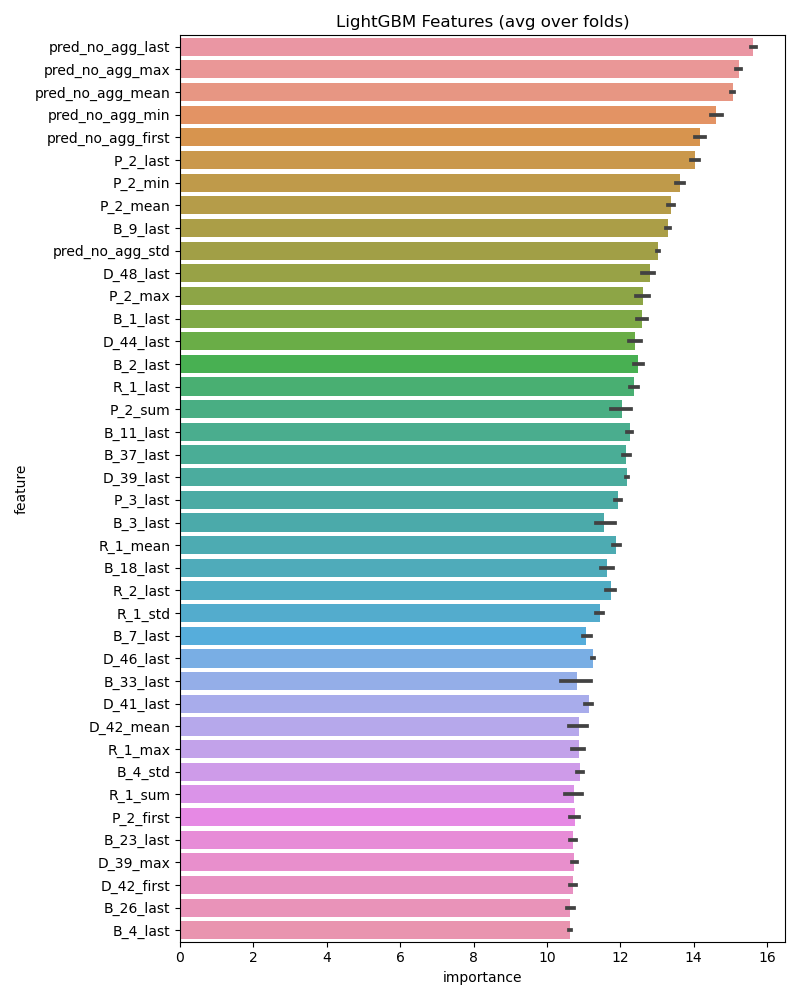 LightGBM Features (avg over folds)
pred_no_agg_last
pred_no_agg_max
pred_no_agg_mean
pred_no_agg_min
pred_no_agg_first
P_2_last
P_2_min
P_2_mean
B_9_last
pred_no_agg_std
D_48_last
P_2_max
B_1_last
D_44_last
B_2_last
R_1_last
P_2_sum
B_11_last
B_37_last
D_39_last
P_3_last
B_3_last
R_1_mean
B_18_last
R_2_last
R_1_std
B_7_last
D_46_last
B_33_last
D_41_last
D_42_mean
R_1_max
B_4_std
R_1_sum
P_2_first
B_23_last
D_39_max
D_42_first
B_26_last
B_4_last
feature
0 2 4 6 8 10 12 14 16
importance